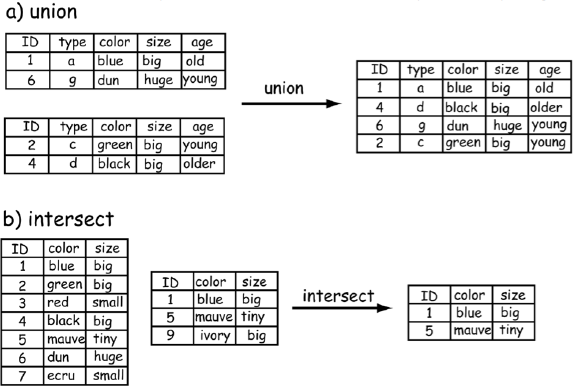 a) union
ID type color size age
1 a blue big old
6 g dun huge young
ID type color size age
2 c green big young
4 d black big older
union
ID type color size age
1 a blue big old
4 d black big older
6 g dun huge young
2 c green big young
b) intersect
ID color size
1 blue big
2 green big
3 red small
4 black big
5 mauve tiny
6 dun huge
7 ecru small
ID color size
1 blue big
5 mauve tiny
9 ivory big
intersect
ID color size
1 blue big
5 mauve tiny